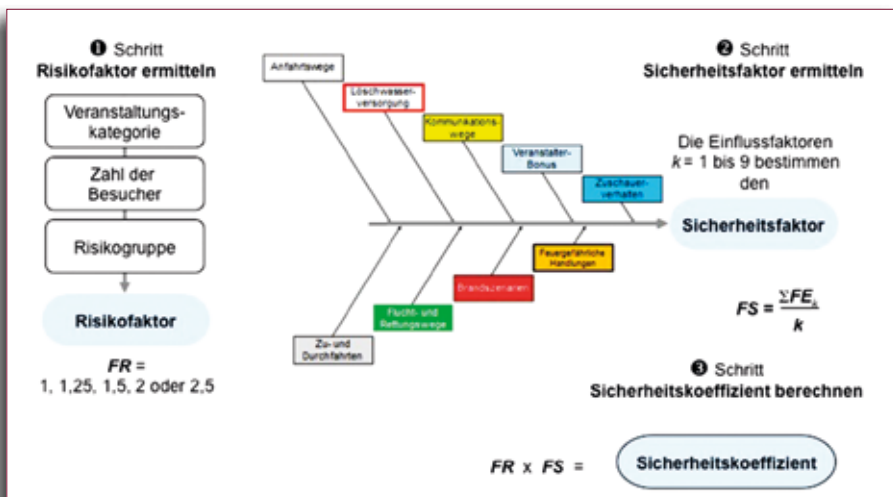 ❶ Schritt
Risikofaktor ermitteln
Veranstaltungs-
kategorie
Zahl der
Besucher
Risikogruppe
Risikofaktor
FR =
1, 1,25, 1,5, 2 oder 2,5
Anfahrtswege
Löschwasser-
versorgung
Kommunikations-
wege
Veranstalter-
Bonus
Zuschauer-
verhalten
Feuergefährliche
Handlungen
Brandszenarien
Flucht- und
Rettungswege
Zu- und
Durchfahrten
❷ Schritt
Sicherheitsfaktor ermitteln
Die Einflussfaktoren
k = 1 bis 9 bestimmen
den
Sicherheitsfaktor
FS = ΣFEₖ
k
❸ Schritt
Sicherheitskoeffizient berechnen
FR x FS =
Sicherheitskoeffizient